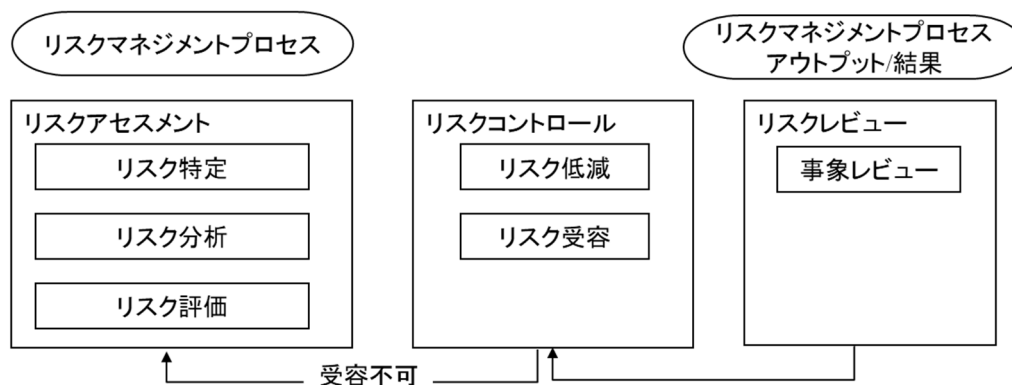 リスクマネジメントプロセス
リスクマネジメントプロセス
アウトプット/結果
リスクアセスメント
リスク特定
リスク分析
リスク評価
リスクコントロール
リスク低減
リスク受容
リスクレビュー
事象レビュー
受容不可